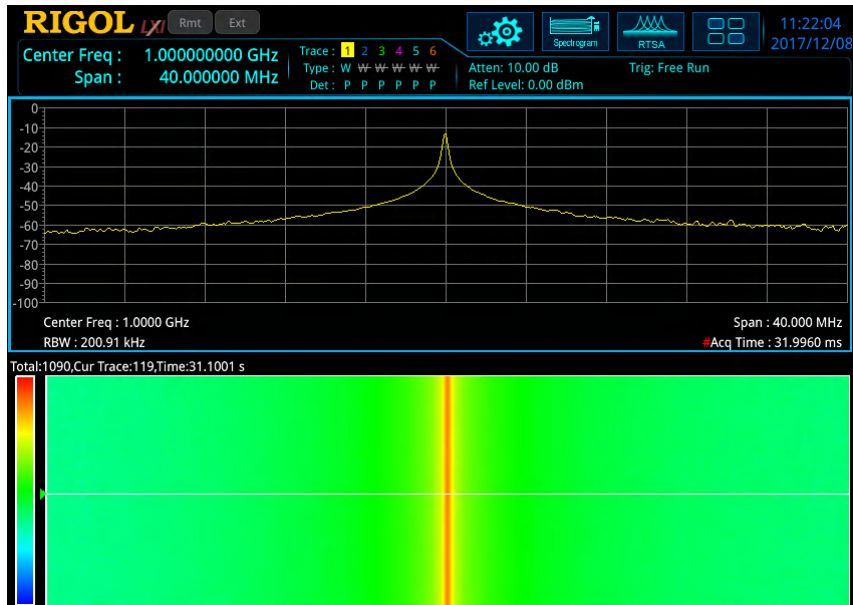 RIGOL LXI Rmt Ext
Spectrogram
RTSA
11:22:04
2017/12/08
Center Freq : 1.000000000 GHz
Span : 40.000000 MHz
Trace : 1 2 3 4 5 6
Type : W W W W W W
Det : P P P P P P
Atten: 10.00 dB
Ref Level: 0.00 dBm
Trig: Free Run
0
-10
-20
-30
-40
-50
-60
-70
-80
-90
-100
Center Freq : 1.0000 GHz
Span : 40.000 MHz
RBW : 200.91 kHz
#Acq Time : 31.9960 ms
Total:1090,Cur Trace:119,Time:31.1001 s